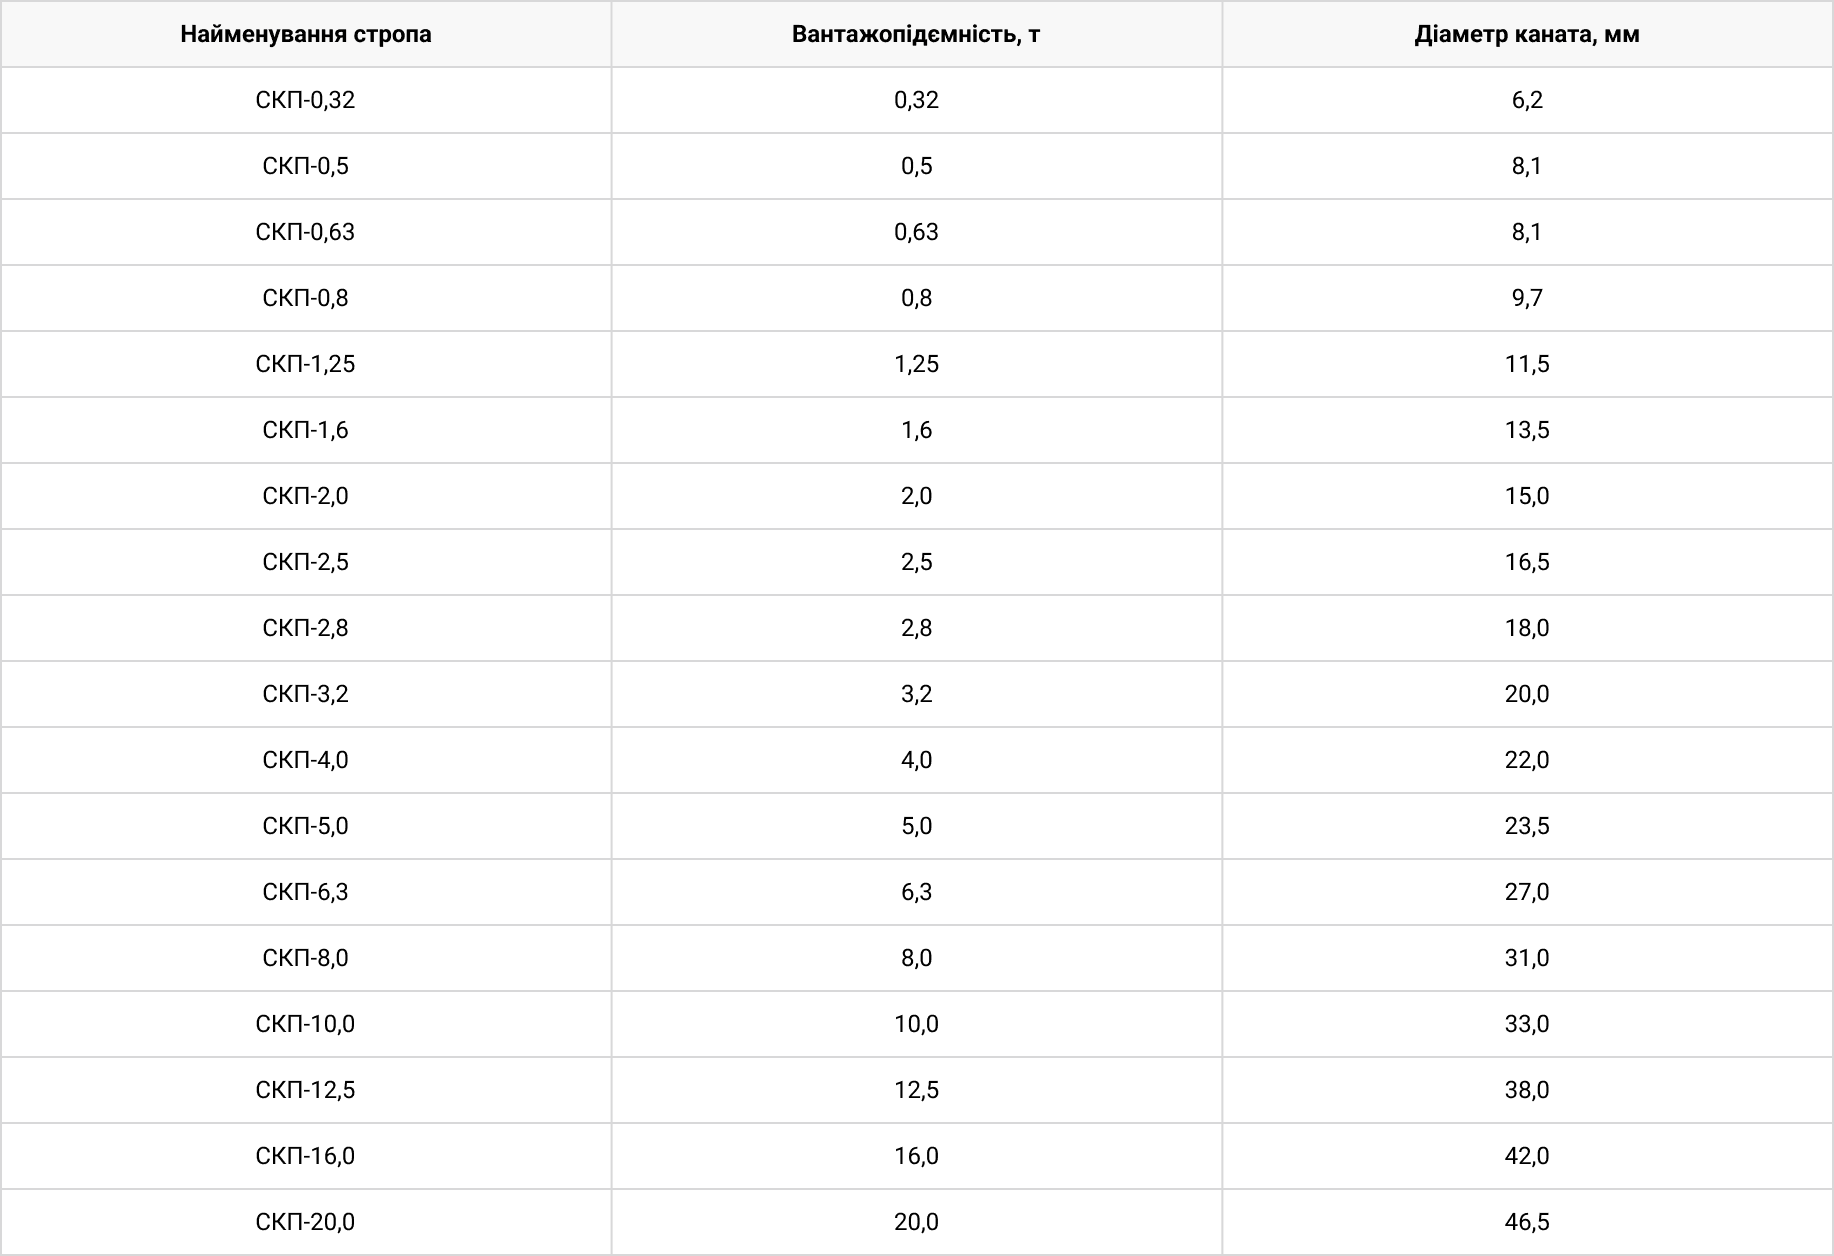 Найменування стропа Вантажопідємність, т Діаметр каната, мм
СКП-0,32 0,32 6,2
СКП-0,5 0,5 8,1
СКП-0,63 0,63 8,1
СКП-0,8 0,8 9,7
СКП-1,25 1,25 11,5
СКП-1,6 1,6 13,5
СКП-2,0 2,0 15,0
СКП-2,5 2,5 16,5
СКП-2,8 2,8 18,0
СКП-3,2 3,2 20,0
СКП-4,0 4,0 22,0
СКП-5,0 5,0 23,5
СКП-6,3 6,3 27,0
СКП-8,0 8,0 31,0
СКП-10,0 10,0 33,0
СКП-12,5 12,5 38,0
СКП-16,0 16,0 42,0
СКП-20,0 20,0 46,5